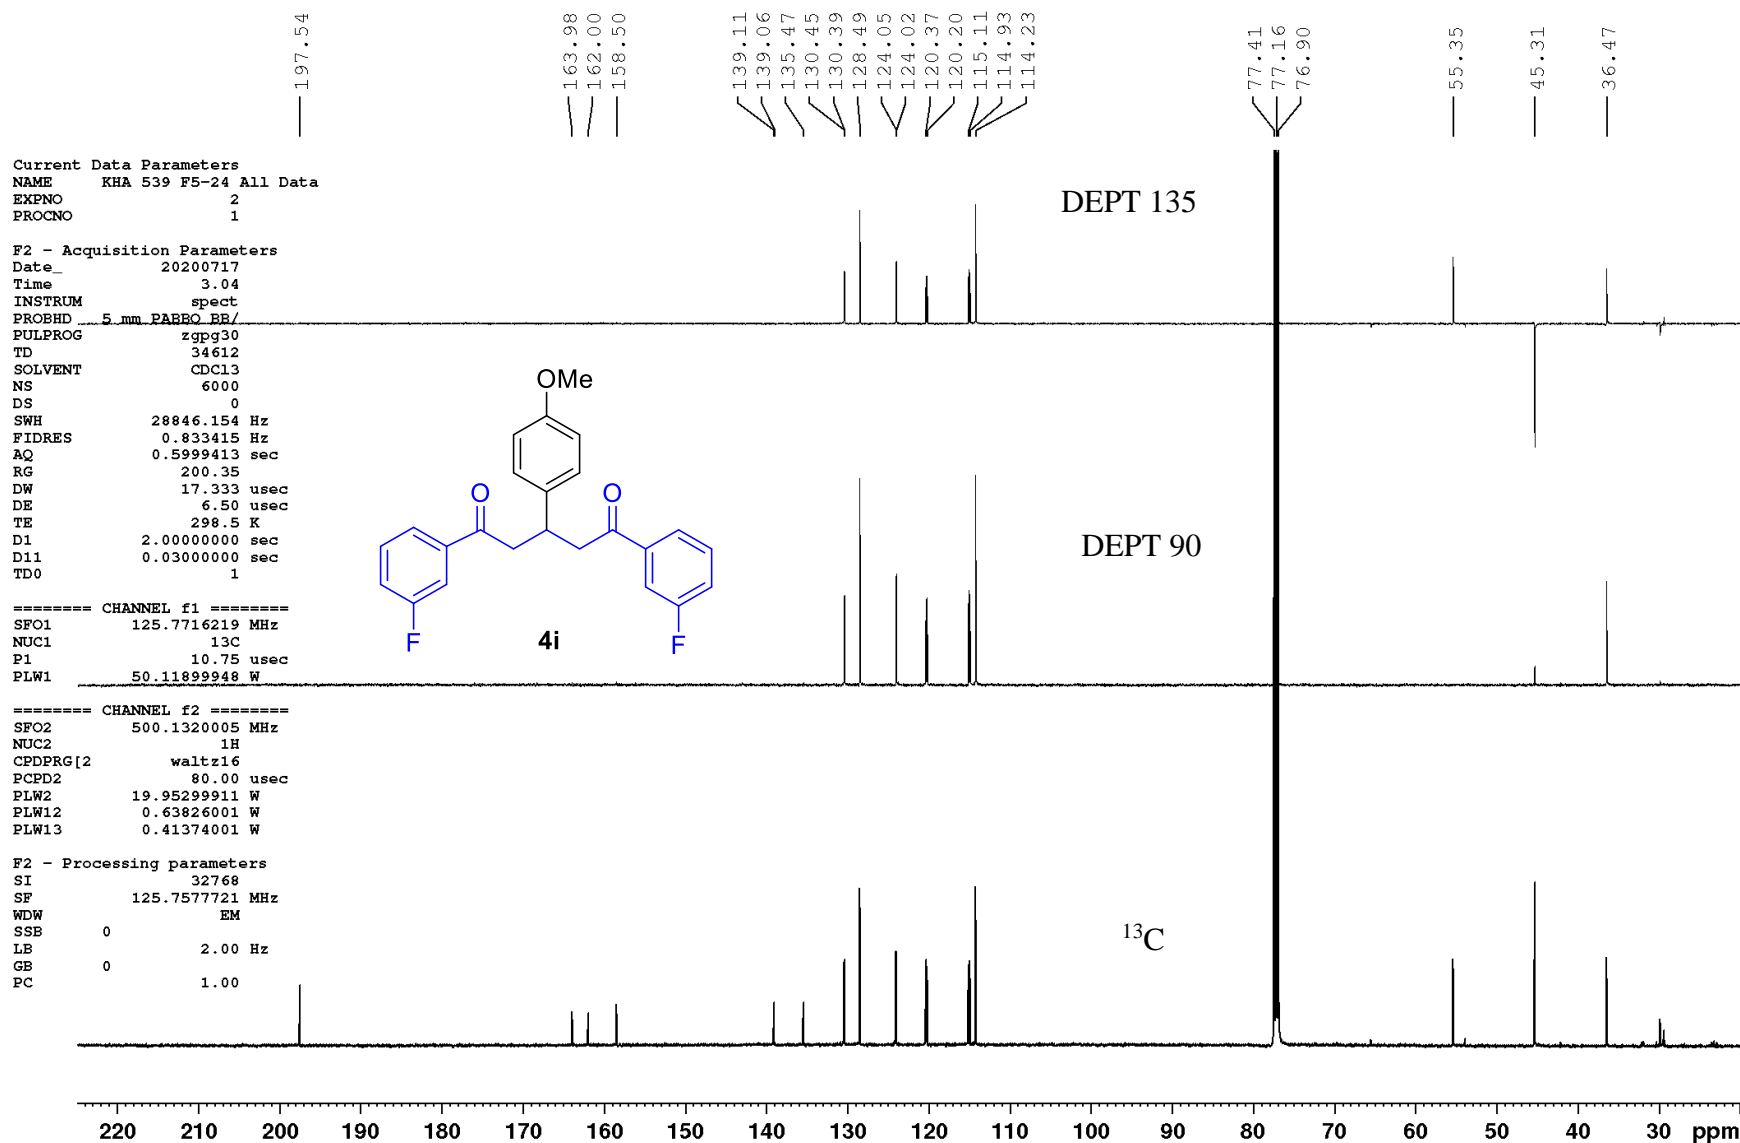 197.54
163.98
162.00
158.50
139.11
139.06
135.47
130.45
130.39
128.49
124.05
124.02
120.37
120.20
115.11
114.93
114.23
77.41
77.16
76.90
55.35
45.31
36.47
Current Data Parameters
NAME KHA 539 F5-24 All Data
EXPNO 2
PROCNO 1
F2 - Acquisition Parameters
Date_ 20200717
Time 3.04
INSTRUM spect
PROBHD 5 mm PABBO BB/
PULPROG zgpg30
TD 34612
SOLVENT CDCl3
NS 6000
DS 0
SWH 28846.154 Hz
FIDRES 0.833415 Hz
AQ 0.5999413 sec
RG 200.35
DW 17.333 usec
DE 6.50 usec
TE 298.5 K
D1 2.00000000 sec
D11 0.03000000 sec
TD0 1
======== CHANNEL f1 ========
SFO1 125.7716219 MHz
NUC1 13C
P1 10.75 usec
PLW1 50.11899948 W
======== CHANNEL f2 ========
SFO2 500.1320005 MHz
NUC2 1H
CPDPRG[2 waltz16
PCPD2 80.00 usec
PLW2 19.95299911 W
PLW12 0.63826001 W
PLW13 0.41374001 W
F2 - Processing parameters
SI 32768
SF 125.7577721 MHz
WDW EM
SSB 0
LB 2.00 Hz
GB 0
PC 1.00
DEPT 135
OMe
O O
F F
4i
DEPT 90
13C
220 210 200 190 180 170 160 150 140 130 120 110 100 90 80 70 60 50 40 30 ppm